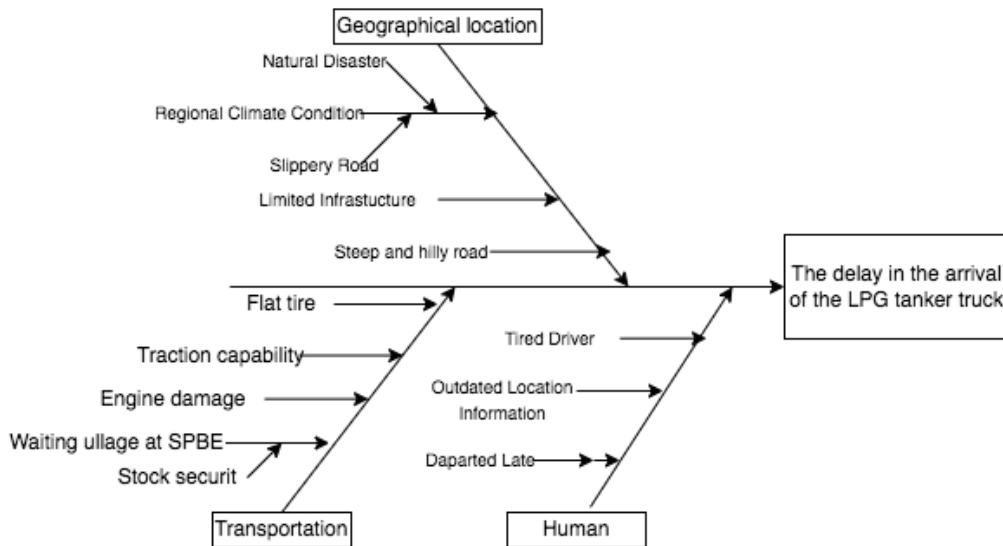 Geographical location
Natural Disaster
Regional Climate Condition
Slippery Road
Limited Infrastucture
Steep and hilly road
The delay in the arrival
of the LPG tanker truck
Flat tire
Traction capability
Engine damage
Waiting ullage at SPBE
Stock securit
Transportation
Tired Driver
Outdated Location
Information
Daparted Late
Human